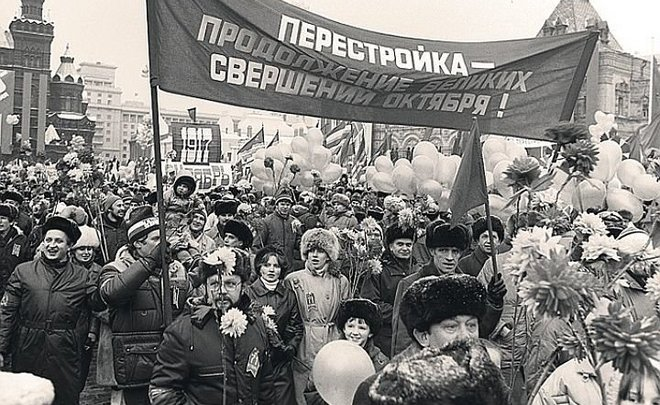 ПЕРЕСТРОЙКА —
ПРОДОЛЖЕНИЕ ВЕЛИКИХ
СВЕРШЕНИЙ ОКТЯБРЯ!
1917